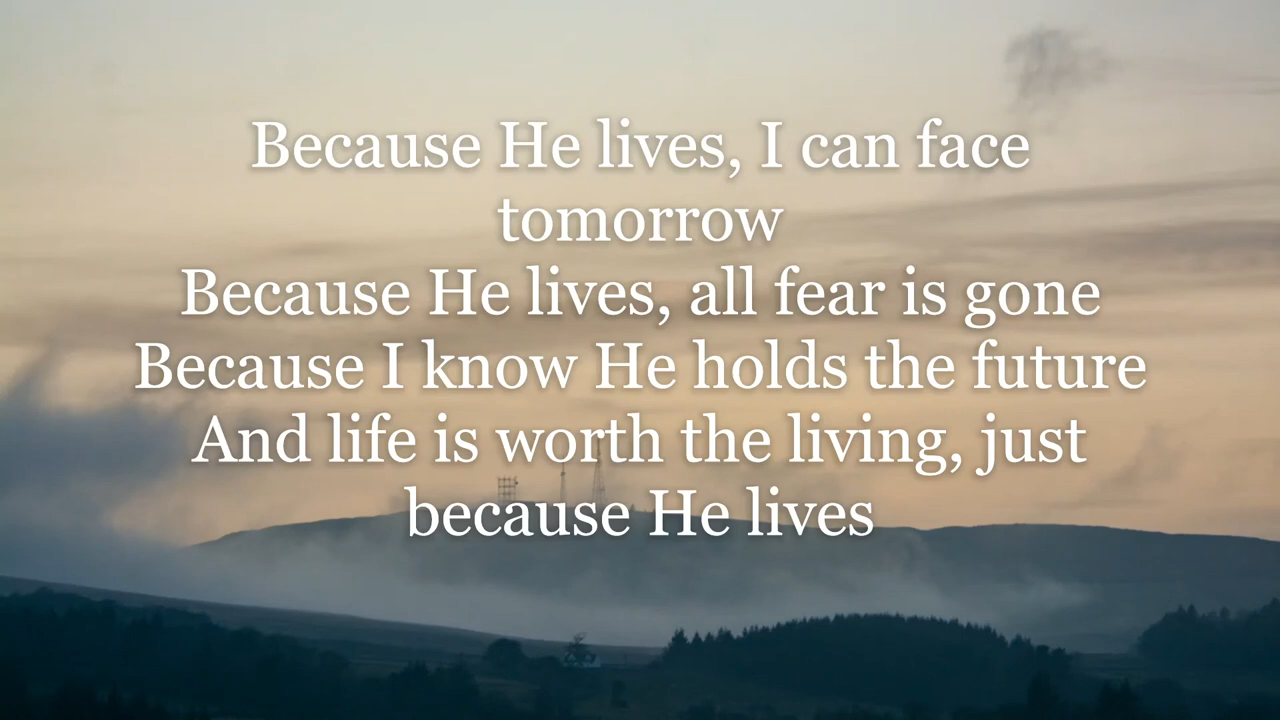 Because He lives, I can face
tomorrow
Because He lives, all fear is gone
Because I know He holds the future
And life is worth the living, just
because He lives